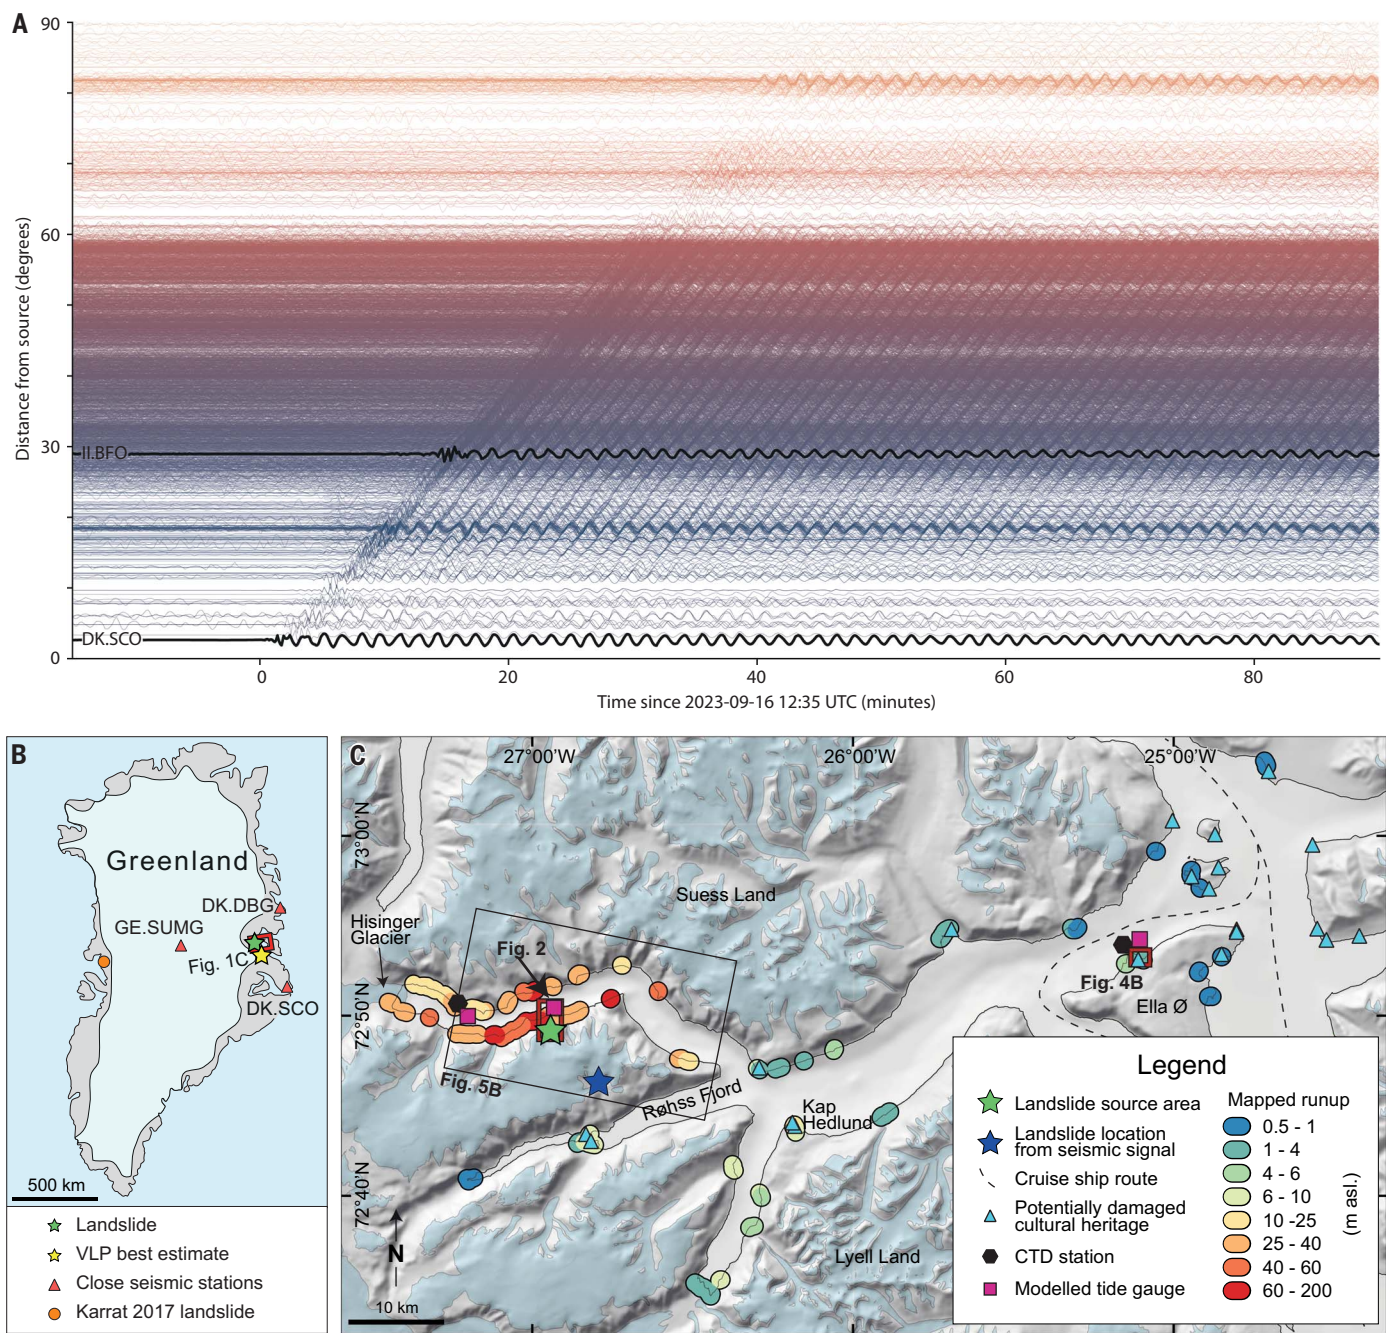 A
90
60
30
0
Distance from source (degrees)
II.BFO
DK.SCO
0
20
40
60
80
Time since 2023-09-16 12:35 UTC (minutes)
B
Greenland
DK.DBG
GE.SUMG
Fig. 1C
DK.SCO
500 km
Landslide
VLP best estimate
Close seismic stations
Karrat 2017 landslide
C
27°00'W
26°00'W
25°00'W
73°00'N
72°50'N
72°40'N
Suess Land
Hisinger
Glacier
Fig. 2
Fig. 5B
Røhss Fjord
Kap
Hedlund
Fig. 4B
Ella Ø
Lyell Land
N
10 km
Legend
Landslide source area
Landslide location
from seismic signal
Cruise ship route
Potentially damaged
cultural heritage
CTD station
Modelled tide gauge
Mapped runup
0.5 - 1
1 - 4
4 - 6
6 - 10
10 -25
25 - 40
40 - 60
60 - 200
(m asl.)